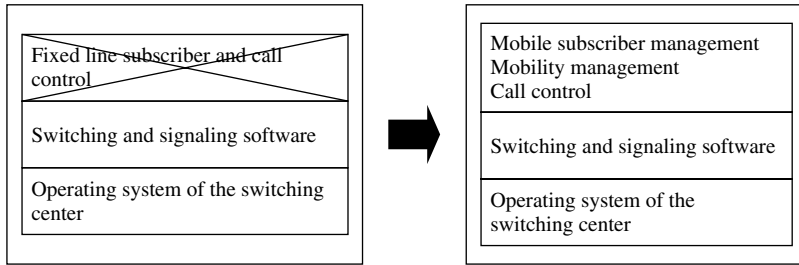 Fixed line subscriber and call
control
Switching and signaling software
Operating system of the switching
center
Mobile subscriber management
Mobility management
Call control
Switching and signaling software
Operating system of the
switching center